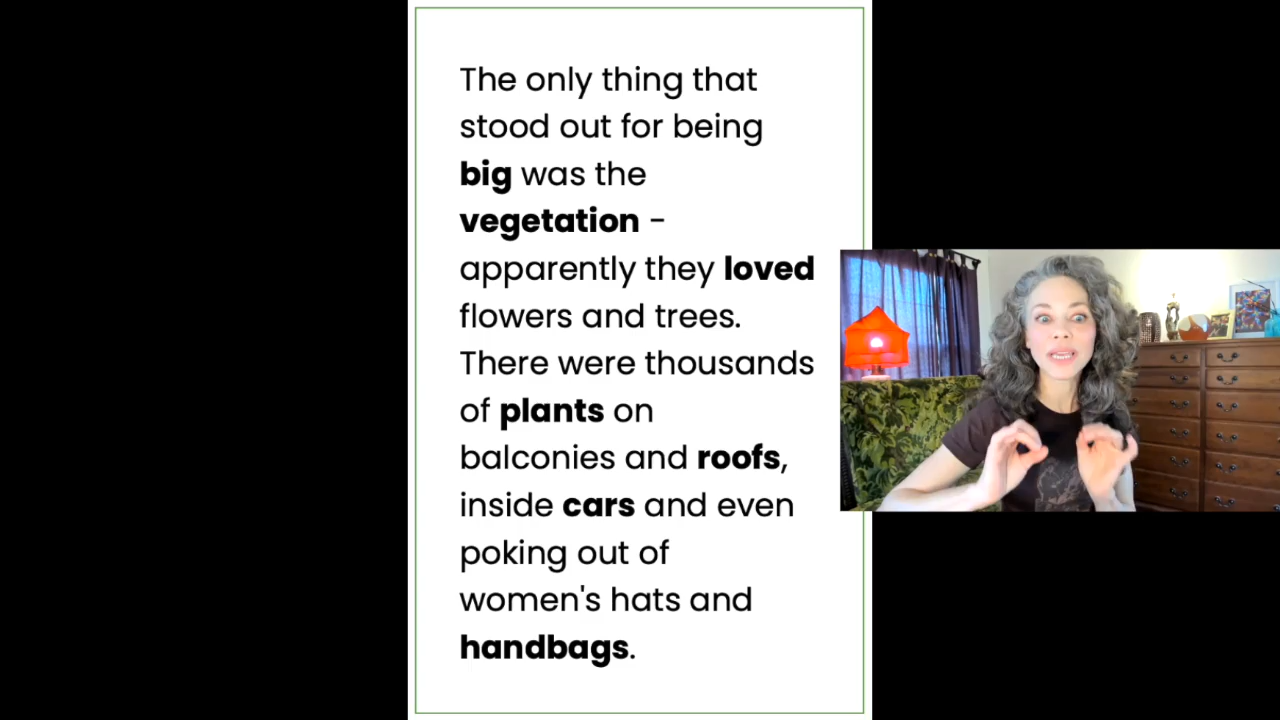 The only thing that
stood out for being
big was the
vegetation -
apparently they loved
flowers and trees.
There were thousands
of plants on
balconies and roofs,
inside cars and even
poking out of
women's hats and
handbags.